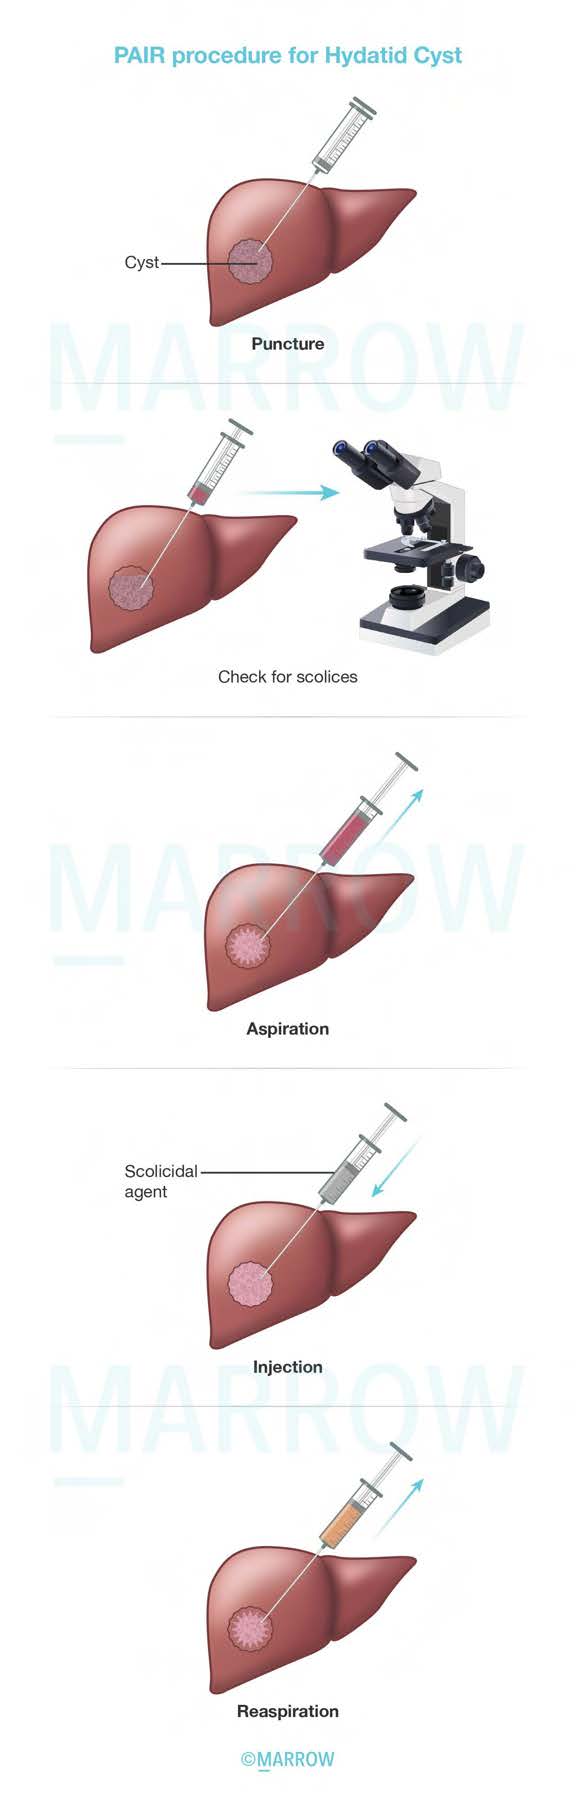 PAIR procedure for Hydatid Cyst
Cyst
Puncture
MARROW
Check for scolices
MARROW
Aspiration
Scolicidal
agent
Injection
MARROW
Reaspiration
©MARROW